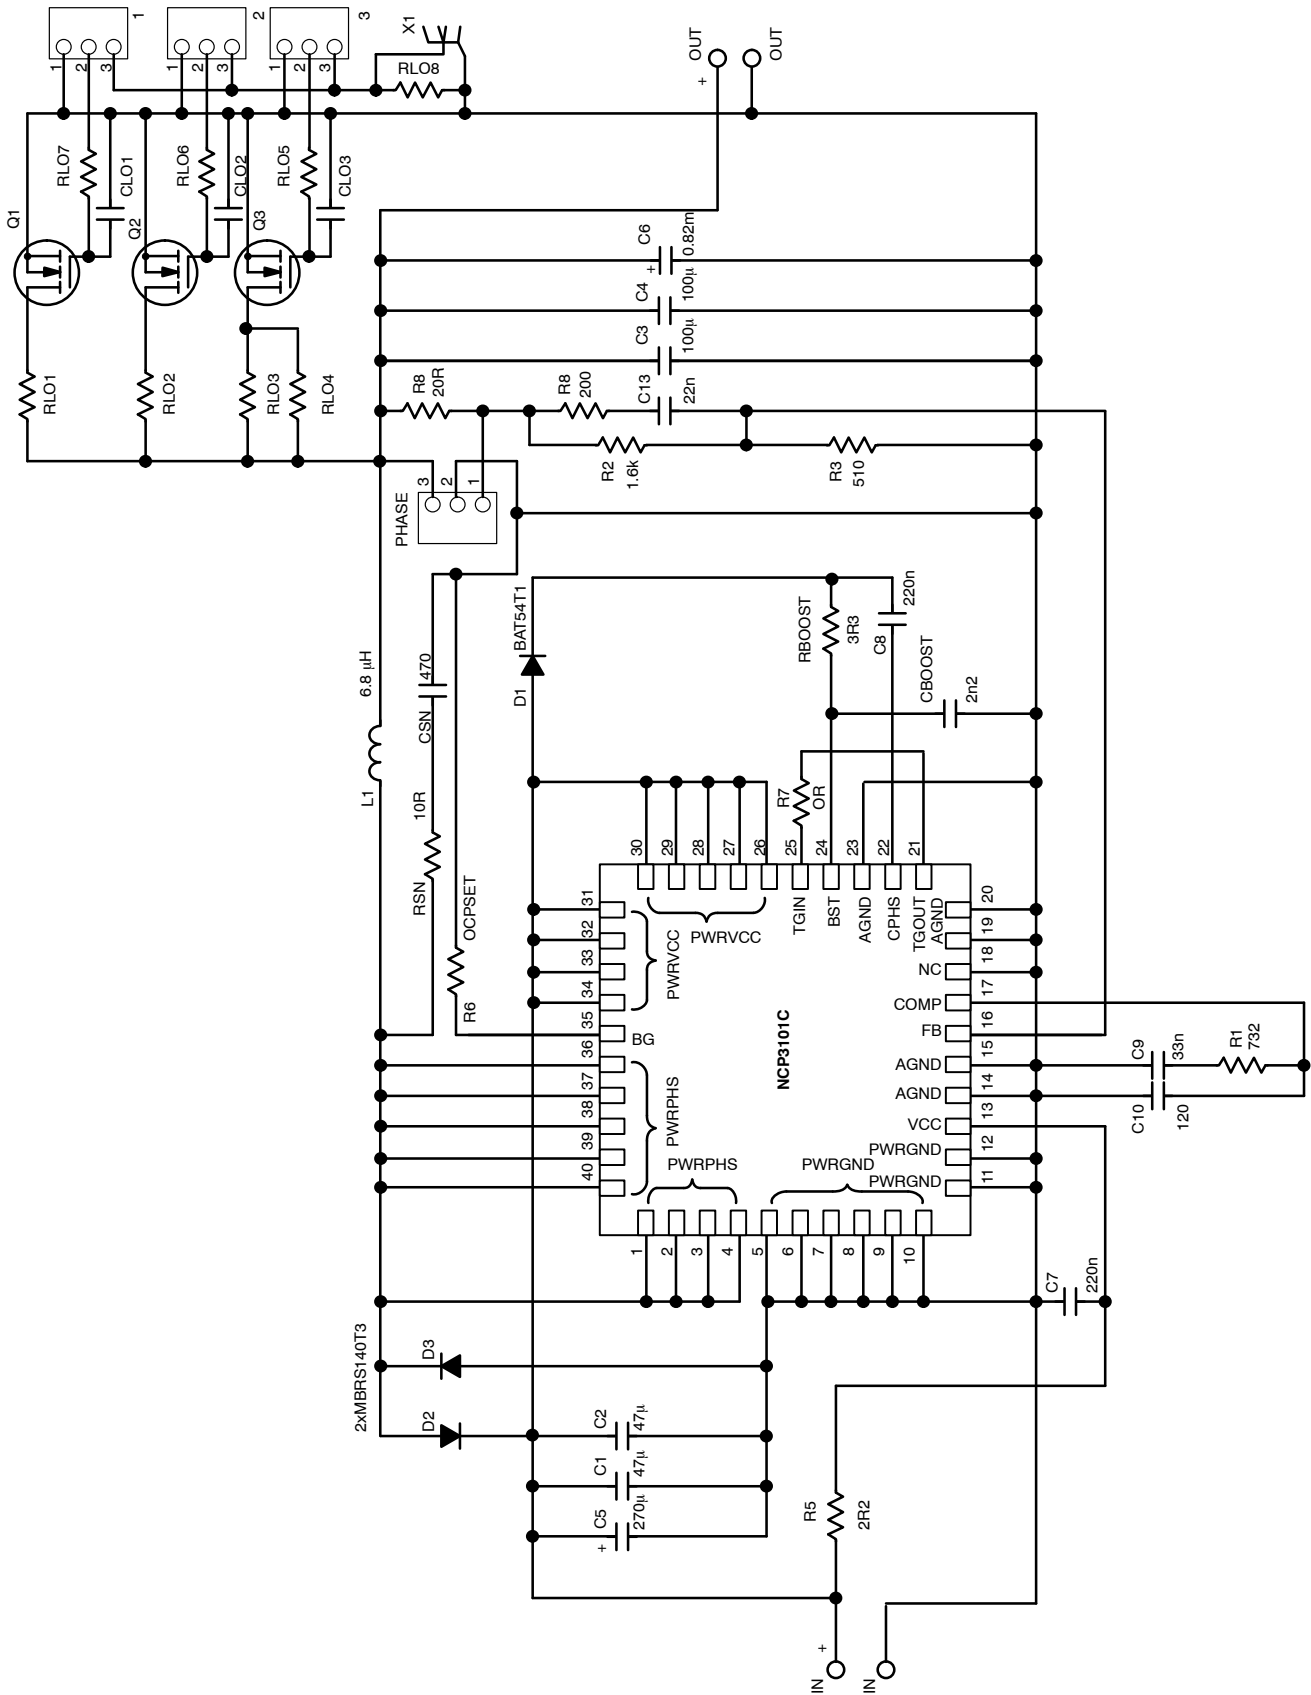 1
2
3
1
2
3
1
2
3
1
2
3
X1
RLO8
OUT
+
OUT
Q1
RLO7
CLO1
Q2
RLO6
CLO2
Q3
RLO5
CLO3
RLO1
RLO2
RLO3
RLO4
C6
+
0.82m
C4
100µ
C3
100µ
R8
20R
R8
200
C13
22n
R2
1.6k
R3
510
PHASE
3
2
1
6.8 µH
L1
470
CSN
10R
RSN
OCPSET
R6
BAT54T1
D1
RBOOST
3R3
C8
220n
CBOOST
2n2
R7
OR
30
29
28
27
26
25
24
23
22
21
PWRVCC
TGIN
BST
AGND
CPHS
TGOUT
31
32
33
34
35
36
37
38
39
40
PWRVCC
BG
PWRPHS
NCP3101C
AGND
20
19
NC
18
COMP
17
FB
16
AGND
15
AGND
14
VCC
13
PWRGND
12
PWRGND
11
PWRPHS
PWRGND
1
2
3
4
5
6
7
8
9
10
C9
33n
R1
732
C10
120
C7
220n
2xMBRS140T3
D3
D2
C2
47µ
C1
47µ
C5
+
270µ
R5
2R2
+
IN
IN